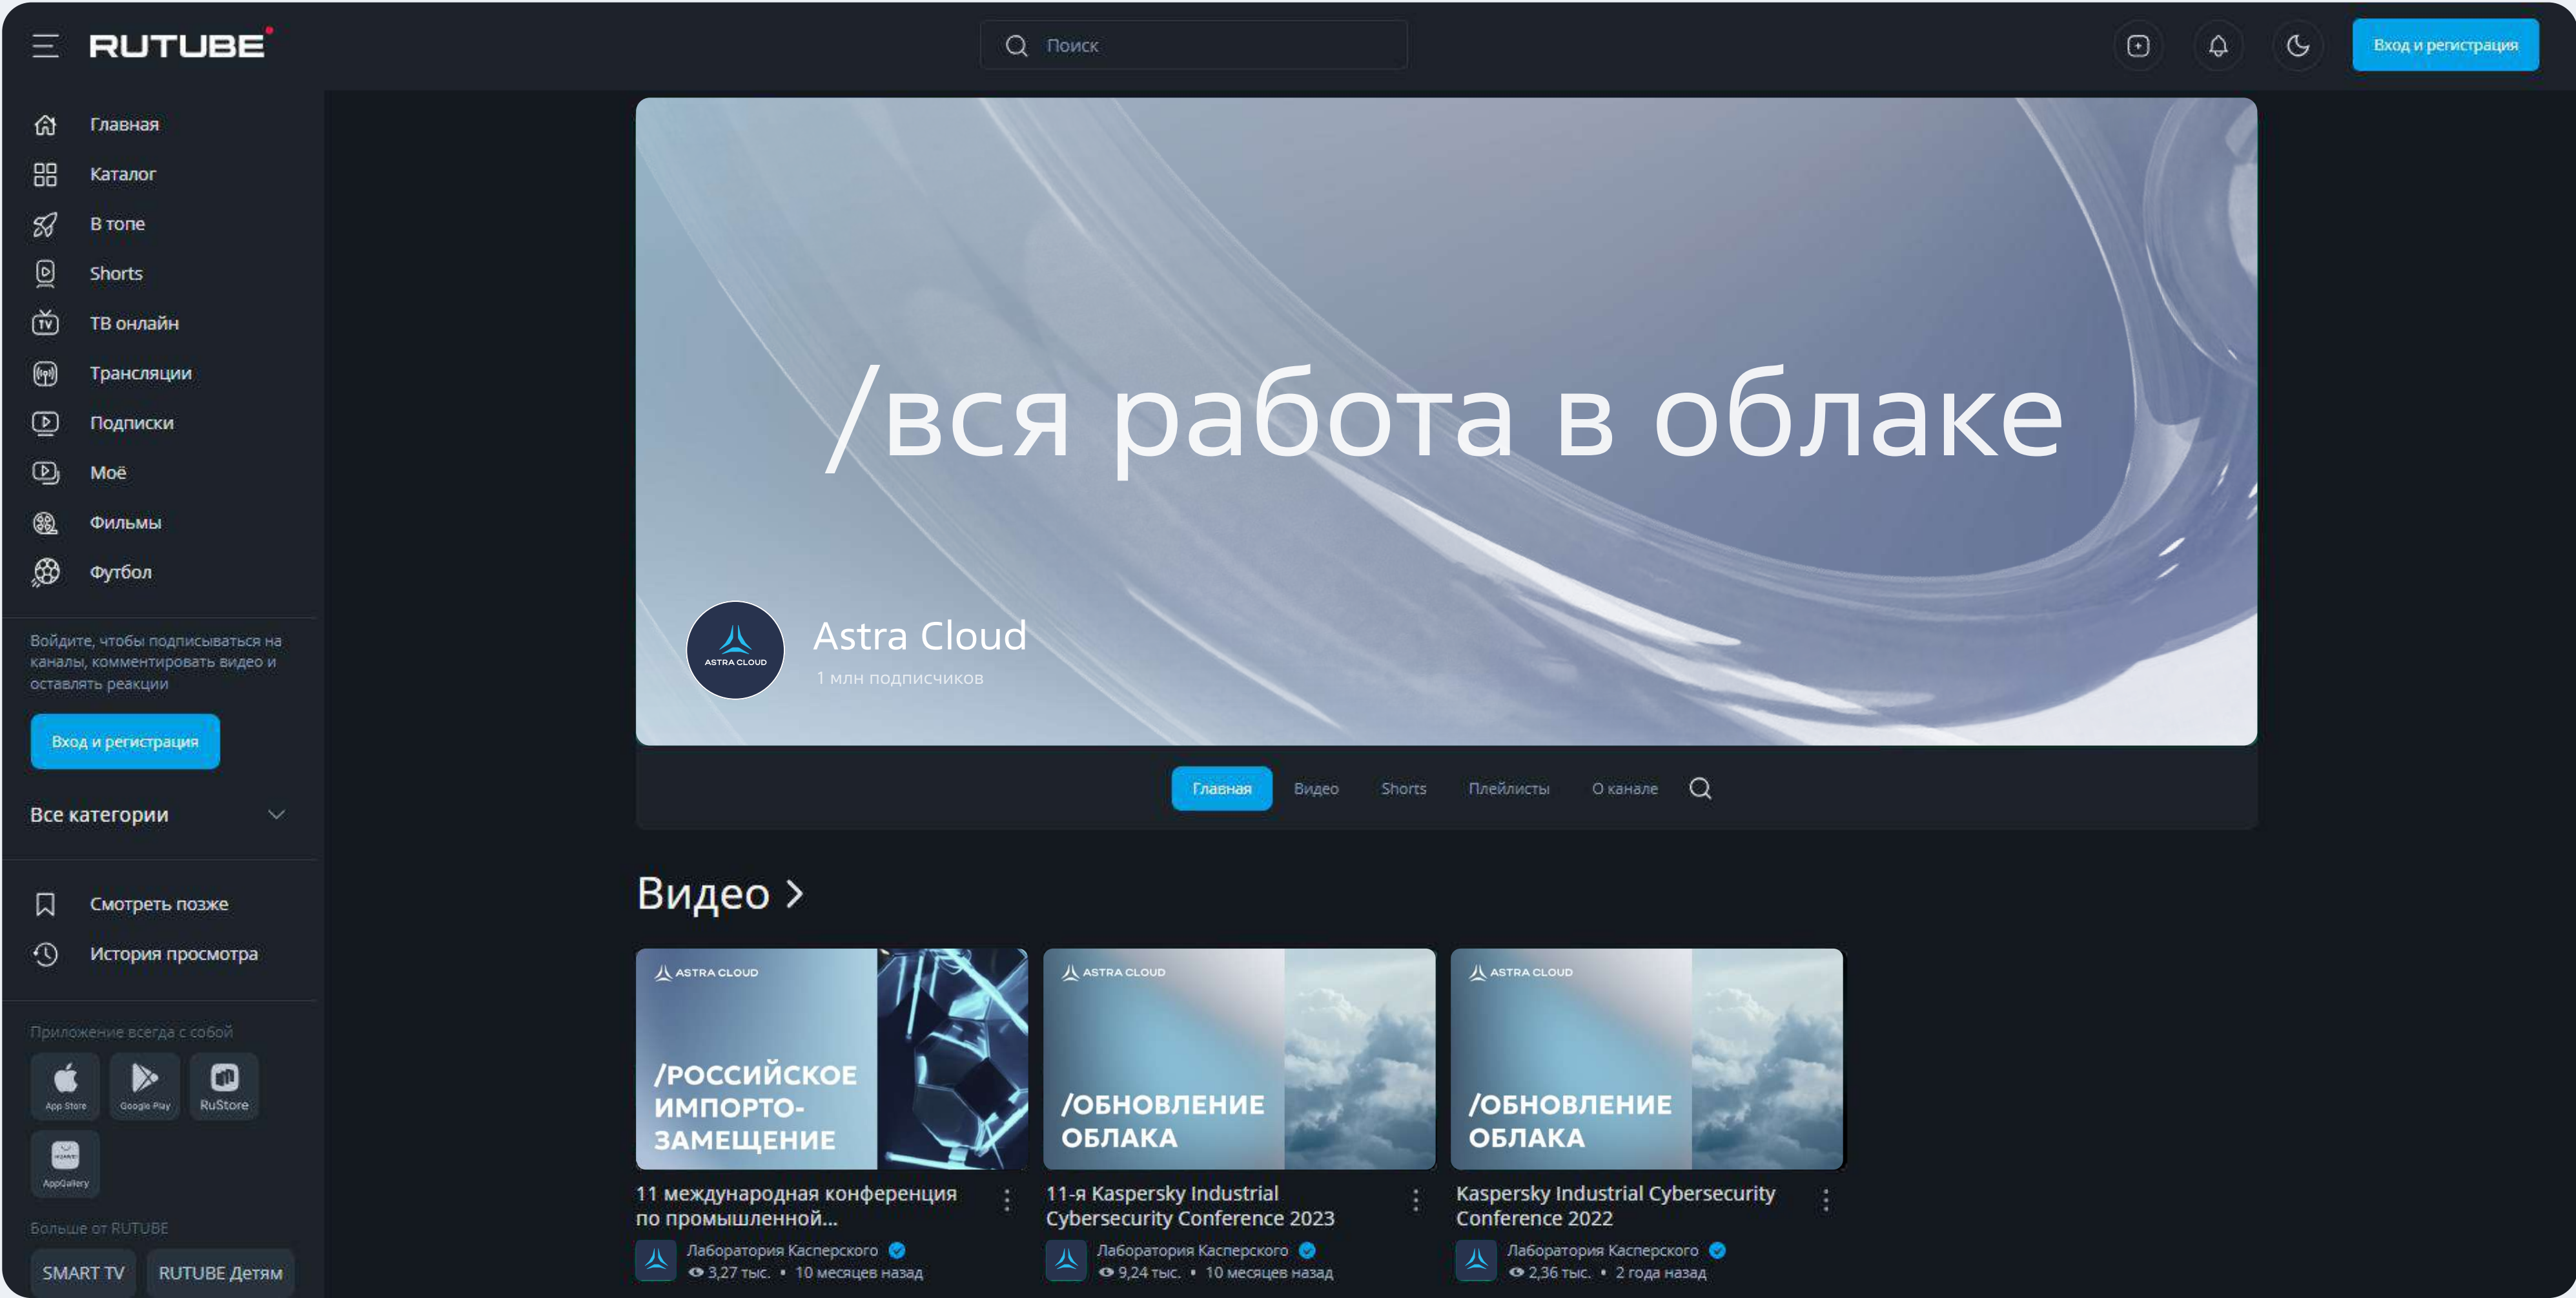 RUTUBE
Поиск
Вход и регистрация
Главная
Каталог
В топе
Shorts
ТВ онлайн
Трансляции
Подписки
Моё
Фильмы
Футбол
Войдите, чтобы подписываться на
каналы, комментировать видео и
оставлять реакции
Вход и регистрация
Все категории
Смотреть позже
История просмотра
Приложение всегда с собой
App Store
Google Play
RuStore
AppGallery
Больше от RUTUBE
SMART TV
RUTUBE Детям
/вся работа в облаке
ASTRA CLOUD
Astra Cloud
1 млн подписчиков
Главная
Видео
Shorts
Плейлисты
О канале
Видео
ASTRA CLOUD
/РОССИЙСКОЕ
ИМПОРТО-
ЗАМЕЩЕНИЕ
11 международная конференция
по промышленной...
Лаборатория Касперского
3,27 тыс. • 10 месяцев назад
ASTRA CLOUD
/ОБНОВЛЕНИЕ
ОБЛАКА
11-я Kaspersky Industrial
Cybersecurity Conference 2023
Лаборатория Касперского
9,24 тыс. • 10 месяцев назад
ASTRA CLOUD
/ОБНОВЛЕНИЕ
ОБЛАКА
Kaspersky Industrial Cybersecurity
Conference 2022
Лаборатория Касперского
2,36 тыс. • 2 года назад